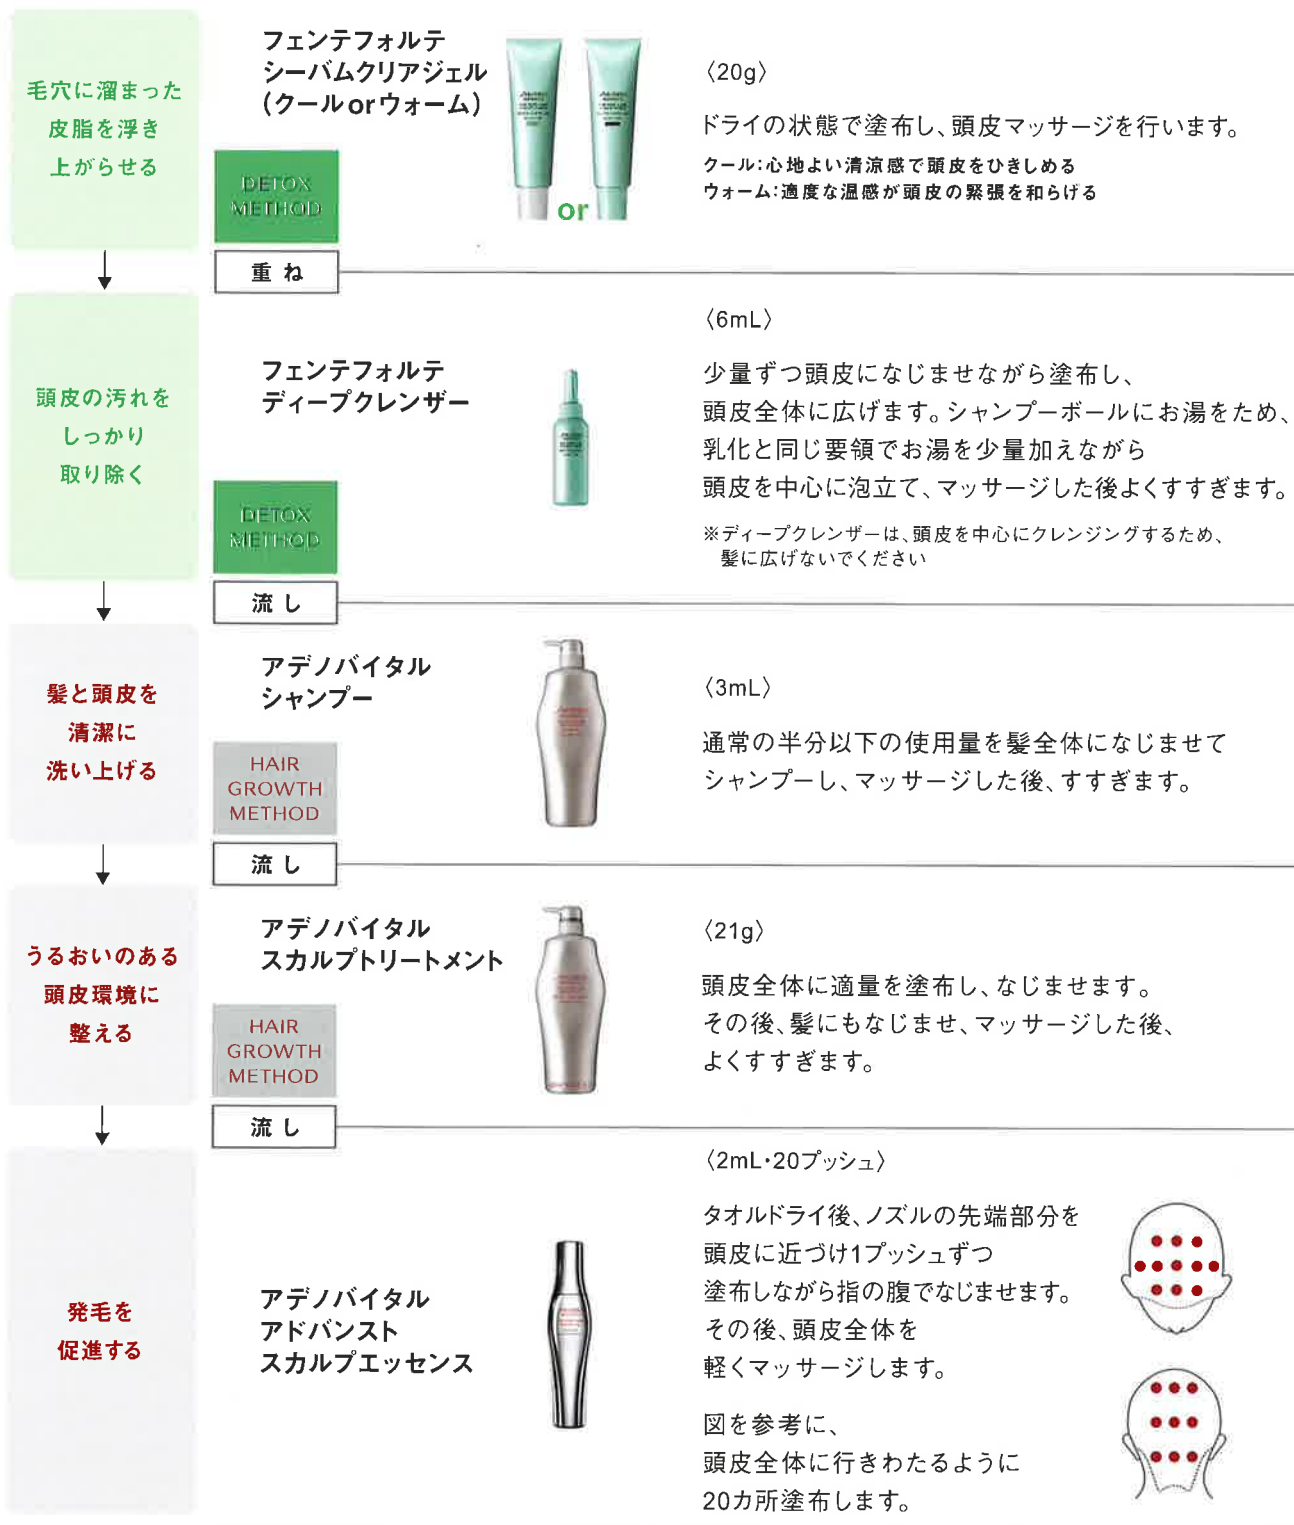 毛穴に溜まった
皮脂を浮き
上がらせる
フェンテフォルテ
シーバムクリアジェル
(クールorウォーム)
DETOX
METHOD
or
〈20g〉
ドライの状態で塗布し、頭皮マッサージを行います。
クール:心地よい清涼感で頭皮をひきしめる
ウォーム:適度な温感が頭皮の緊張を和らげる
重ね
頭皮の汚れを
しっかり
取り除く
フェンテフォルテ
ディープクレンザー
DETOX
METHOD
〈6mL〉
少量ずつ頭皮になじませながら塗布し、
頭皮全体に広げます。シャンプーボールにお湯をため、
乳化と同じ要領でお湯を少量加えながら
頭皮を中心に泡立て、マッサージした後よくすすぎます。
※ディープクレンザーは、頭皮を中心にクレンジングするため、
髪に広げないでください
流し
髪と頭皮を
清潔に
洗い上げる
アデノバイタル
シャンプー
HAIR
GROWTH
METHOD
〈3mL〉
通常の半分以下の使用量を髪全体になじませて
シャンプーし、マッサージした後、すすぎます。
流し
うるおいのある
頭皮環境に
整える
アデノバイタル
スカルプトリートメント
HAIR
GROWTH
METHOD
〈21g〉
頭皮全体に適量を塗布し、なじませます。
その後、髪にもなじませ、マッサージした後、
よくすすぎます。
流し
発毛を
促進する
アデノバイタル
アドバンスト
スカルプエッセンス
〈2mL・20プッシュ〉
タオルドライ後、ノズルの先端部分を
頭皮に近づけ1プッシュずつ
塗布しながら指の腹でなじませます。
その後、頭皮全体を
軽くマッサージします。
図を参考に、
頭皮全体に行きわたるように
20カ所塗布します。